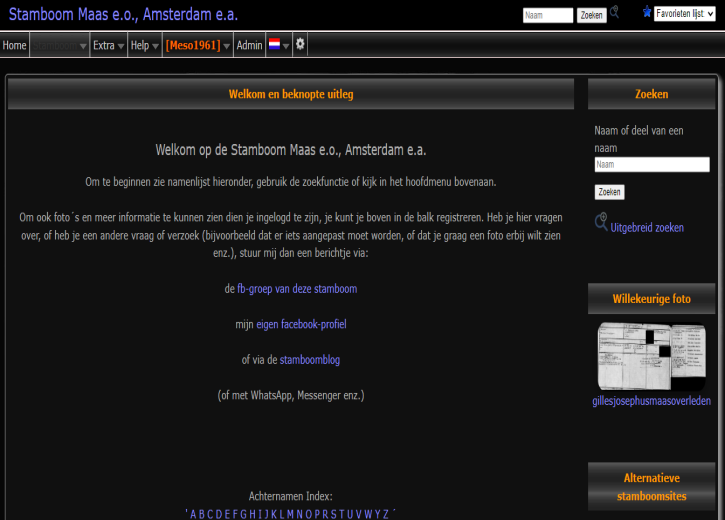 Stamboom Maas e.o., Amsterdam e.a.
Naam Zoeken Favorieten lijst
Home Extra Help [Meso1961] Admin
Welkom en beknopte uitleg
Welkom op de Stamboom Maas e.o., Amsterdam e.a.
Om te beginnen zie namenlijst hieronder, gebruik de zoekfunctie of kijk in het hoofdmenu bovenaan.
Om ook foto´s en meer informatie te kunnen zien dien je ingelogd te zijn, je kunt je boven in de balk registreren. Heb je hier vragen
over, of heb je een andere vraag of verzoek (bijvoorbeeld dat er iets aangepast moet worden, of dat je graag een foto erbij wilt zien
enz.), stuur mij dan een berichtje via:
de fb-groep van deze stamboom
mijn eigen facebook-profiel
of via de stamboomblog
(of met WhatsApp, Messenger enz.)
Achternamen Index:
' A B C D E F G H I J K L M N O P R S T U V W Y Z ´
Zoeken
Naam of deel van een
naam
Naam
Zoeken
Uitgebreid zoeken
Willekeurige foto
gillesjosephusmaasoverleden
Alternatieve
stamboomsites